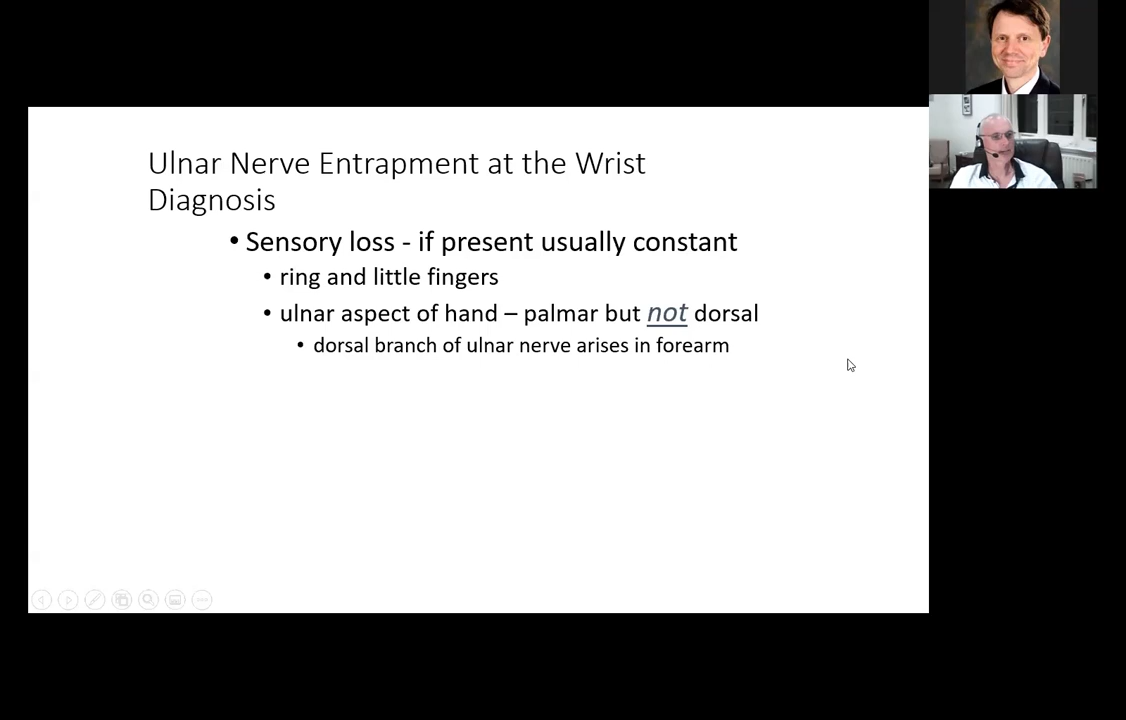 Ulnar Nerve Entrapment at the Wrist
Diagnosis
• Sensory loss - if present usually constant
• ring and little fingers
• ulnar aspect of hand – palmar but not dorsal
• dorsal branch of ulnar nerve arises in forearm